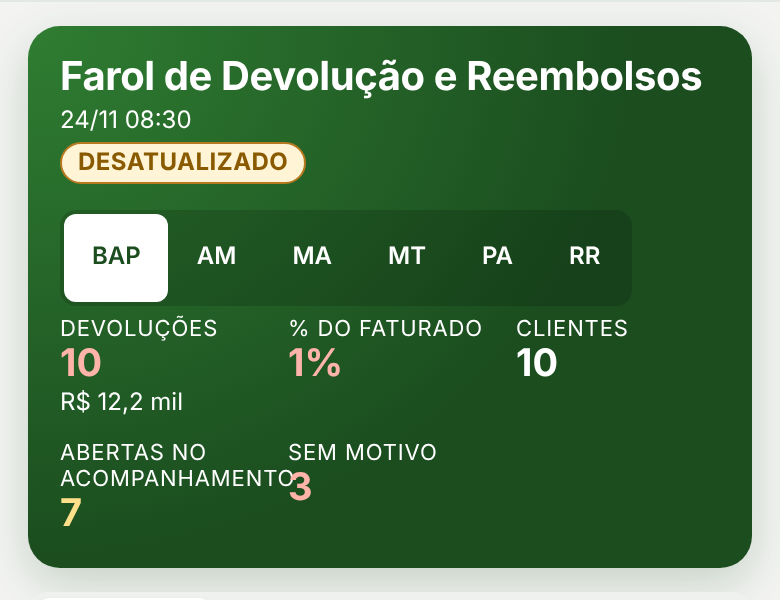 Farol de Devolução e Reembolsos
24/11 08:30
DESATUALIZADO
BAP AM MA MT PA RR
DEVOLUÇÕES % DO FATURADO CLIENTES
10 1% 10
R$ 12,2 mil
ABERTAS NO SEM MOTIVO
ACOMPANHAMENTO 3
7